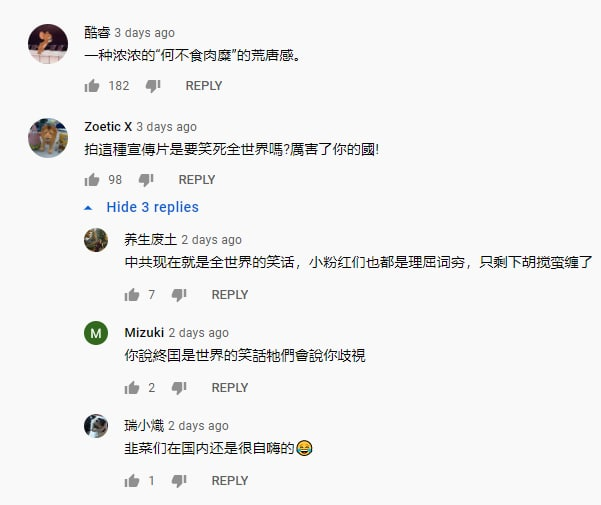 酷睿 3 days ago
一种浓浓的“何不食肉糜”的荒唐感。
182 REPLY
Zoetic X 3 days ago
拍這種宣傳片是要笑死全世界嗎?厲害了你的國!
98 REPLY
Hide 3 replies
养生废土 2 days ago
中共现在就是全世界的笑话，小粉红们也都是理屈词穷，只剩下胡搅蛮缠了
7 REPLY
M
Mizuki 2 days ago
你說終国是世界的笑話牠們會說你歧視
2 REPLY
瑞小熾 2 days ago
韭菜们在国内还是很自嗨的😂
1 REPLY